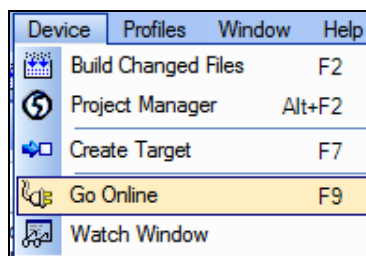 Device Profiles Window Help
Build Changed Files F2
Project Manager Alt+F2
Create Target F7
Go Online F9
Watch Window